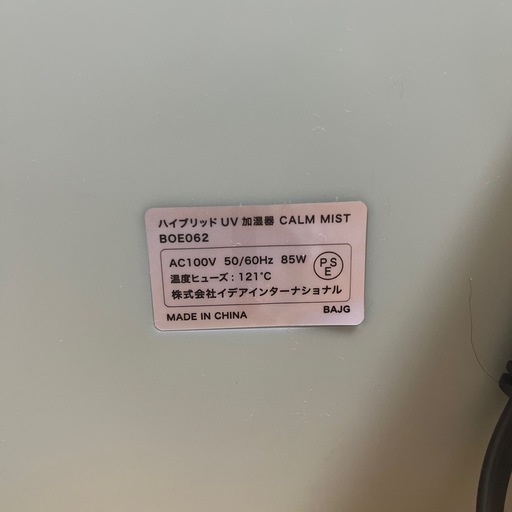 ハイブリッド UV 加湿器 CALM MIST
BOE062
AC100V 50/60Hz 85W PSE
温度ヒューズ : 121℃
株式会社イデアインターナショナル
MADE IN CHINA BAJG